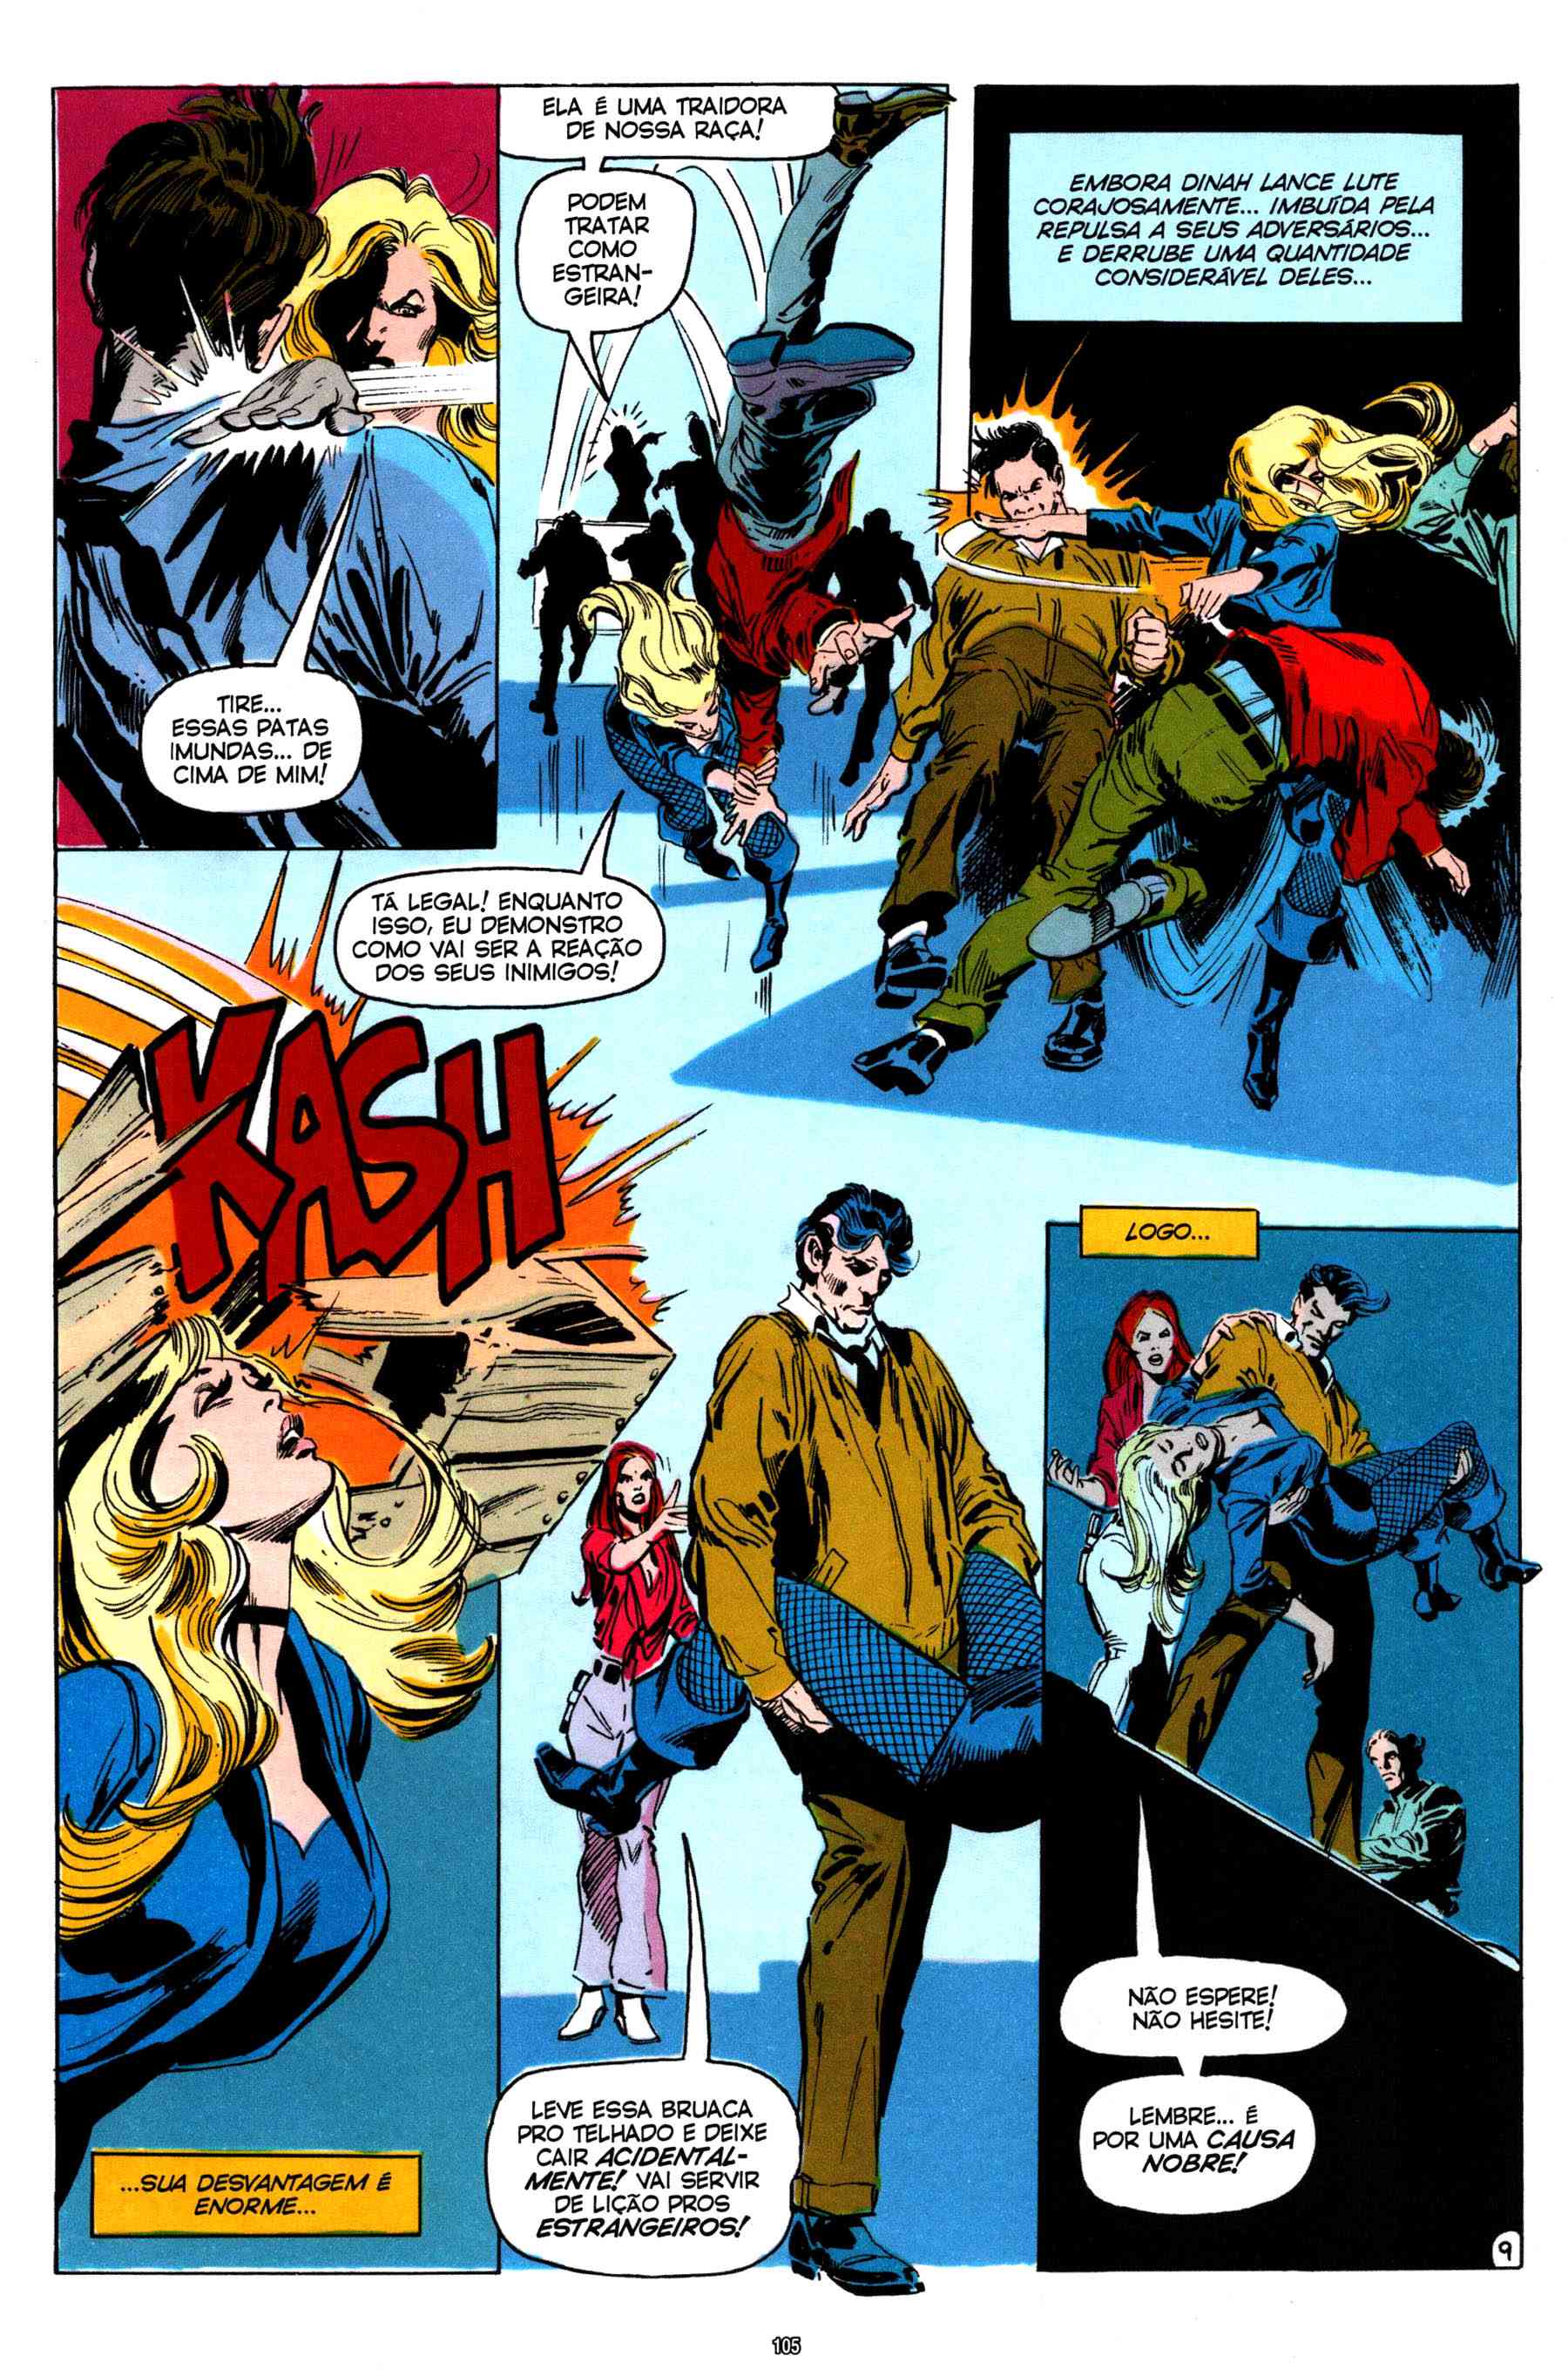 TIRE...
ESSAS PATAS
IMUNDAS... DE
CIMA DE MIM!
ELA É UMA TRAIDORA
DE NOSSA RAÇA!
PODEM
TRATAR
COMO
ESTRAN-
GEIRA!
TÁ LEGAL! ENQUANTO
ISSO, EU DEMONSTRO
COMO VAI SER A REAÇÃO
DOS SEUS INIMIGOS!
EMBORA DINAH LANCE LUTE
CORAJOSAMENTE... IMBUÍDA PELA
REPULSA A SEUS ADVERSÁRIOS...
E DERRUBE UMA QUANTIDADE
CONSIDERÁVEL DELES...
KASH
...SUA DESVANTAGEM É
ENORME...
LEVE ESSA BRUACA
PRO TELHADO E DEIXE
CAIR ACIDENTAL-
MENTE! VAI SERVIR
DE LIÇÃO PROS
ESTRANGEIROS!
LOGO...
NÃO ESPERE!
NÃO HESITE!
LEMBRE... É
POR UMA CAUSA
NOBRE!
9
105